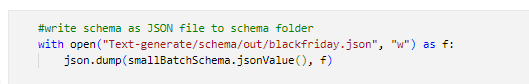 #write schema as JSON file to schema folder
with open("Text-generate/schema/out/blackfriday.json", "w") as f:
    json.dump(smallBatchSchema.jsonValue(), f)